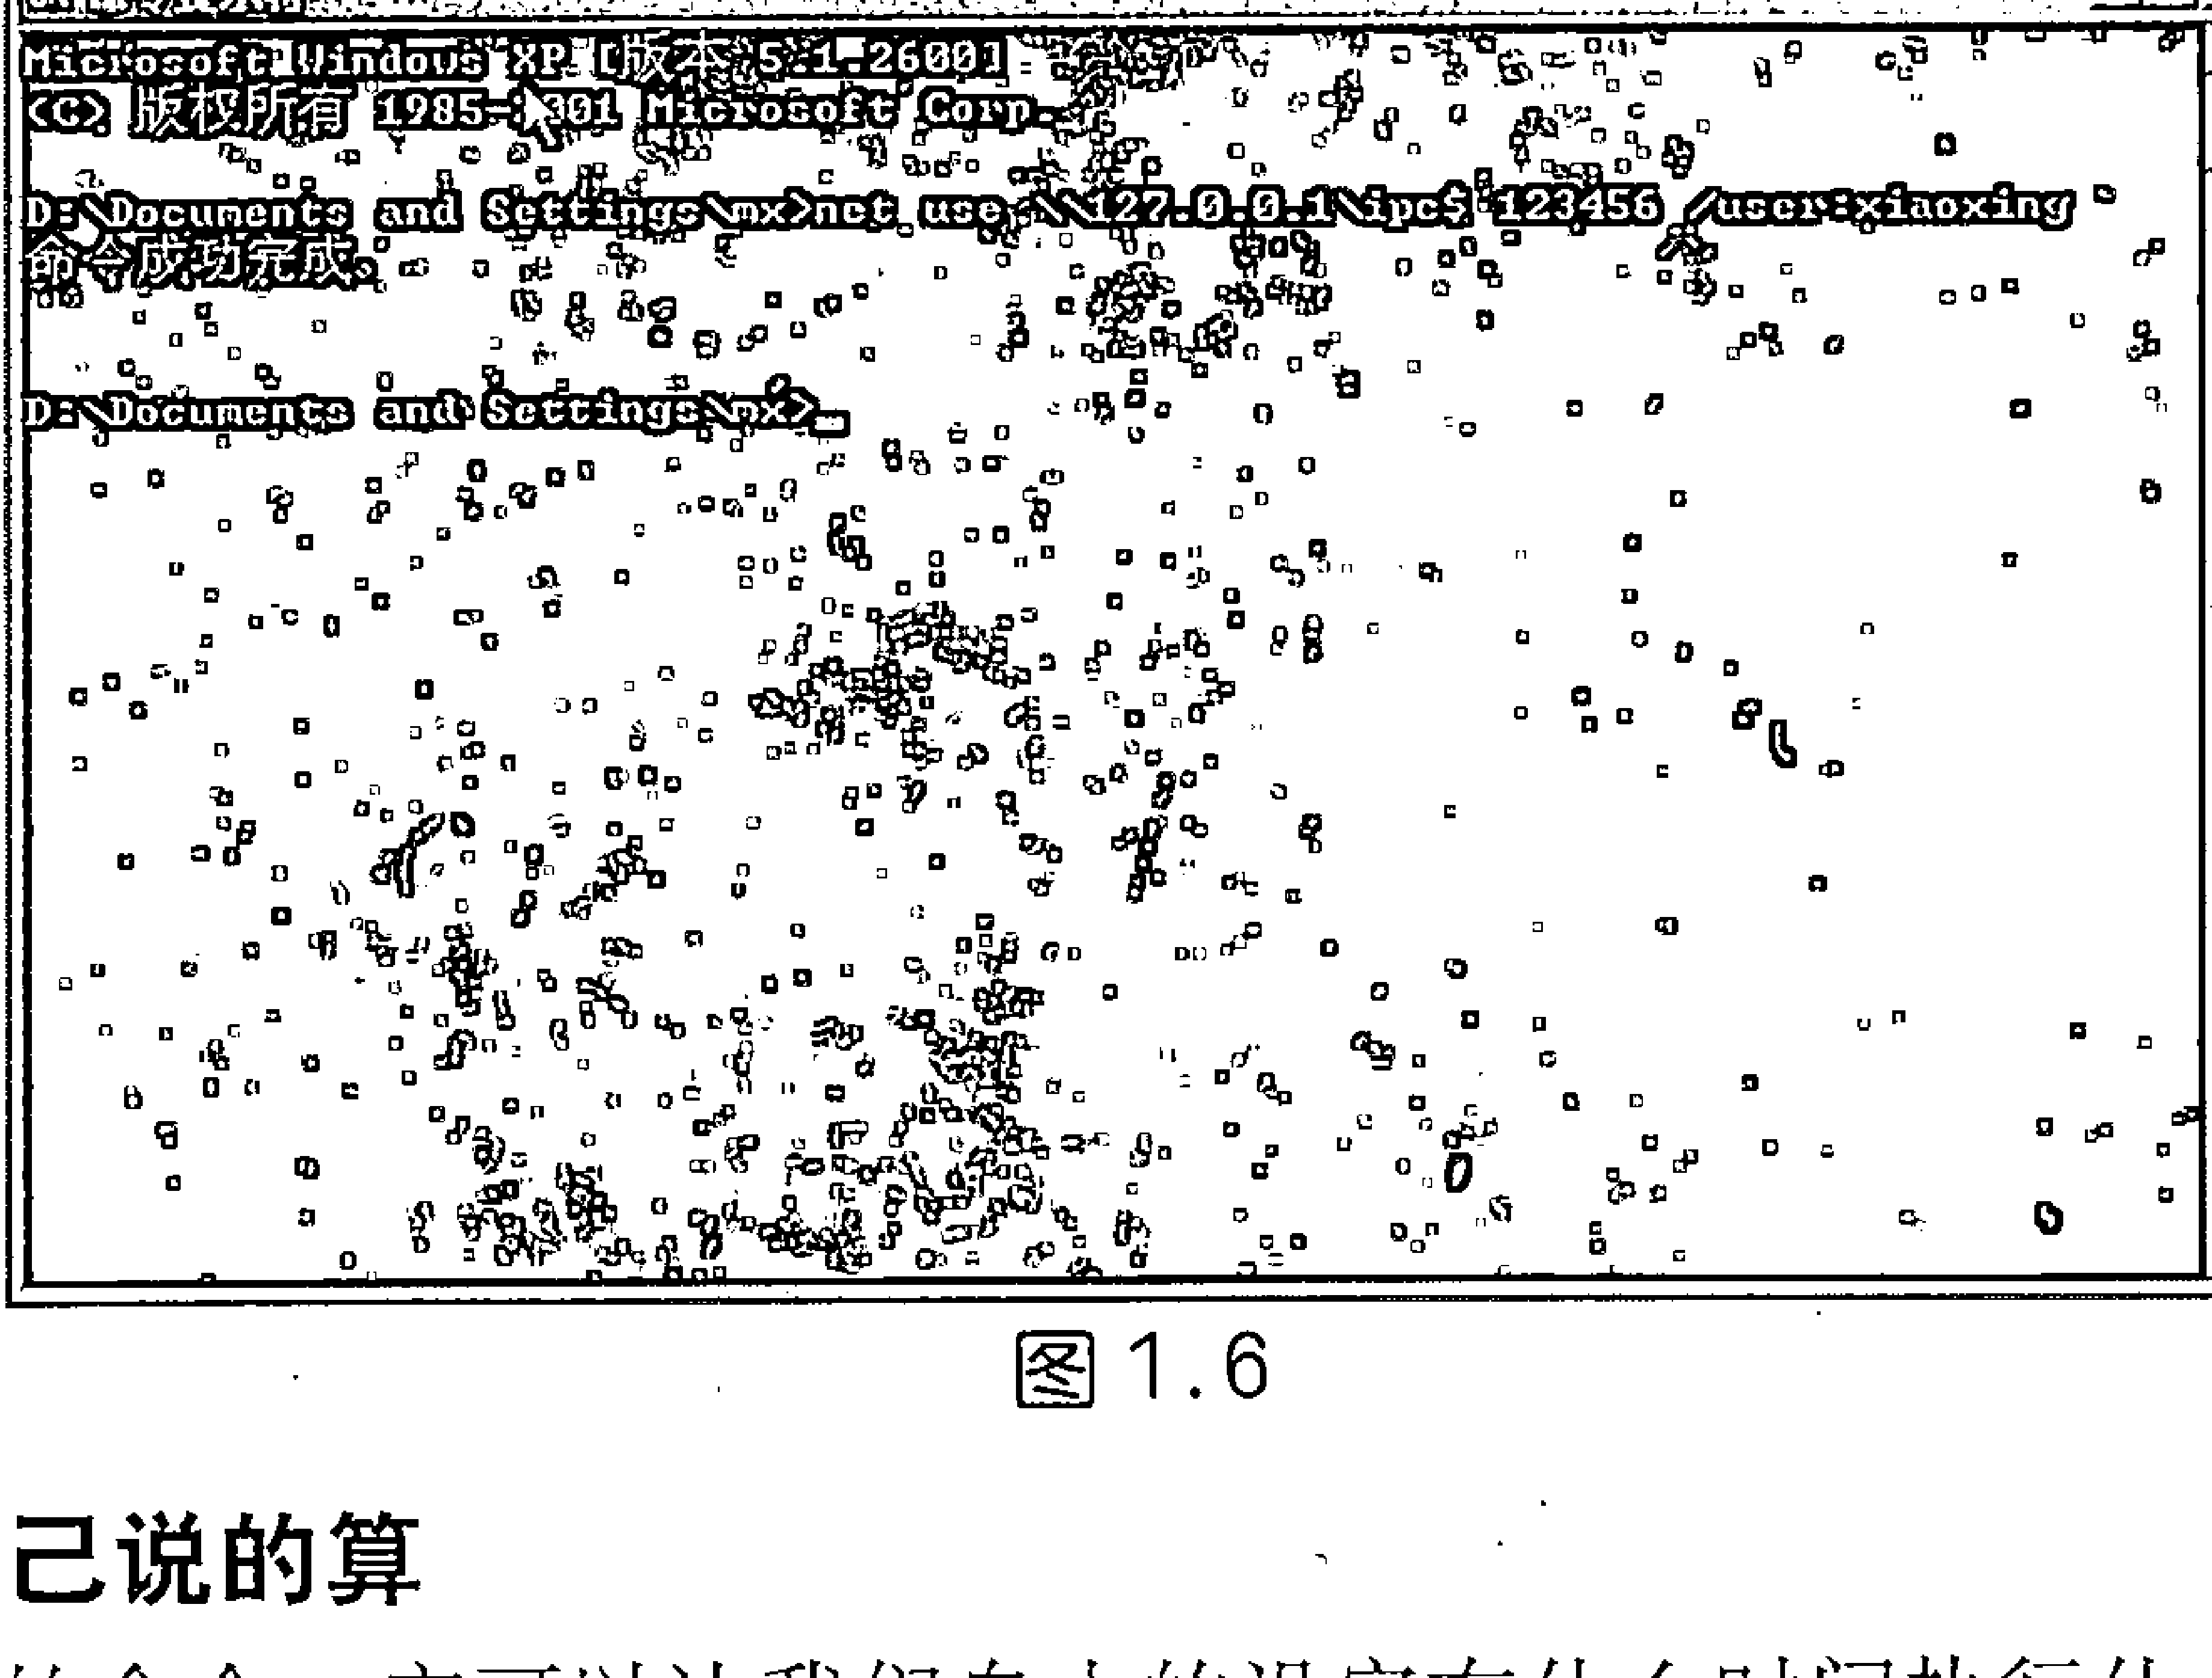 Microsoft Windows XP [版本 5.1.2600]
<C> 版权所有 1985-2001 Microsoft Corp.
D:\Documents and Settings\mx>net use \\127.0.0.1\ipc$ 123456 /user:xiaoxing
命令成功完成。
D:\Documents and Settings\mx>_
图 1.6
己说的算